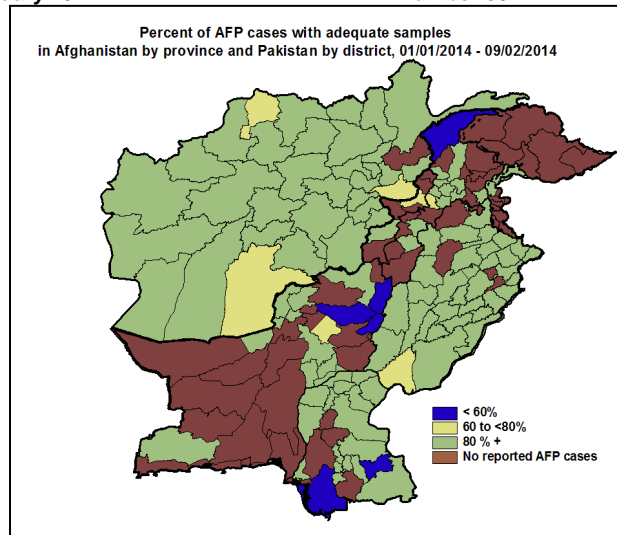 Percent of AFP cases with adequate samples
in Afghanistan by province and Pakistan by district, 01/01/2014 - 09/02/2014
< 60%
60 to <80%
80 % +
No reported AFP cases